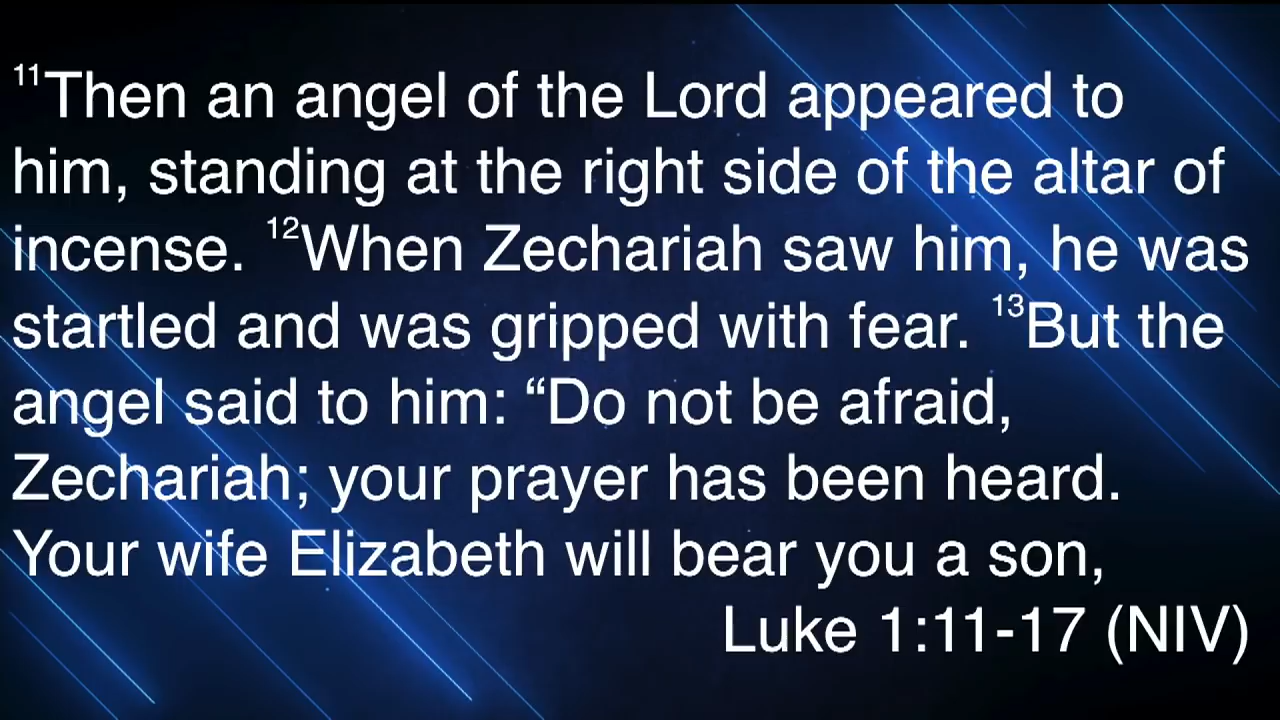 ¹¹Then an angel of the Lord appeared to
him, standing at the right side of the altar of
incense. ¹²When Zechariah saw him, he was
startled and was gripped with fear. ¹³But the
angel said to him: “Do not be afraid,
Zechariah; your prayer has been heard.
Your wife Elizabeth will bear you a son,
Luke 1:11-17 (NIV)